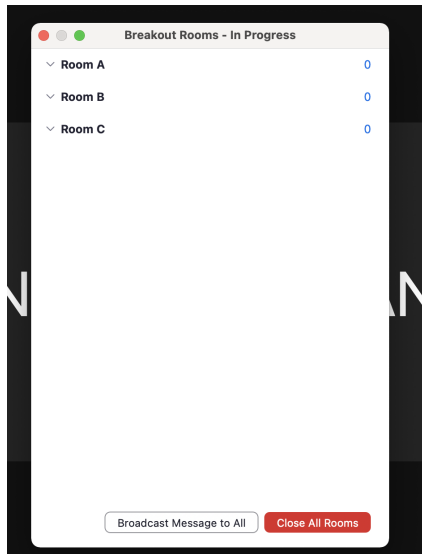 Breakout Rooms - In Progress
Room A 0
Room B 0
Room C 0
Broadcast Message to All Close All Rooms